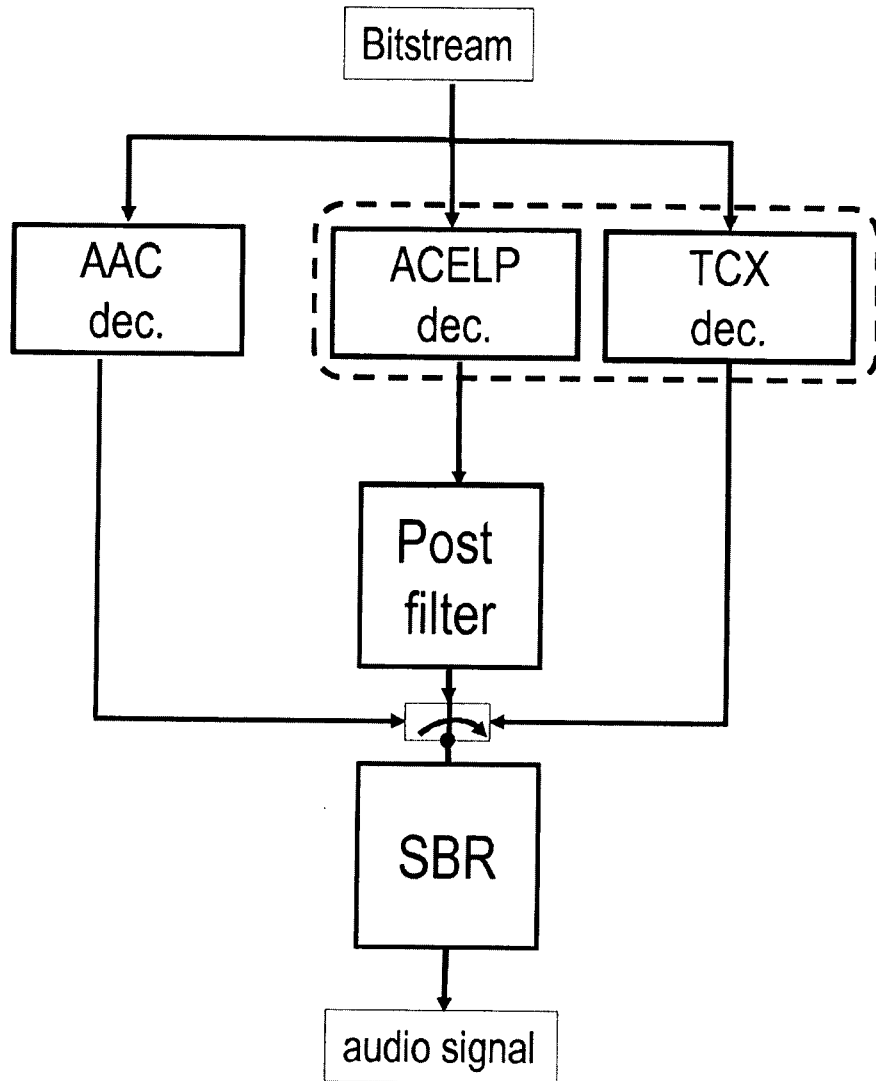 Bitstream
AAC
dec.
ACELP
dec.
TCX
dec.
Post
filter
SBR
audio signal